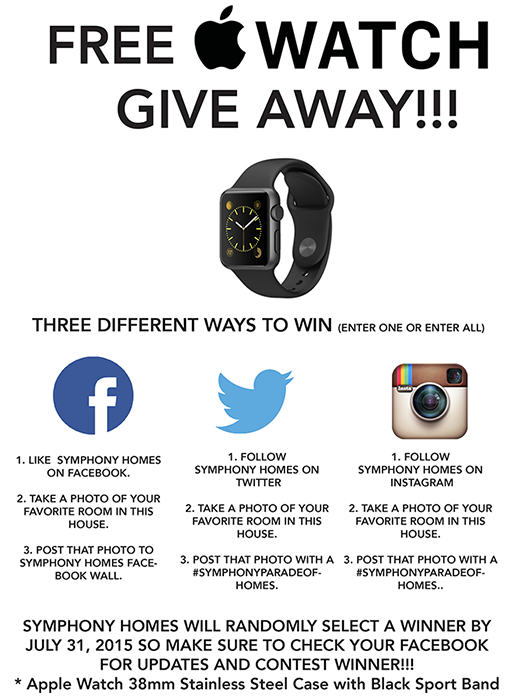 FREE WATCH
GIVE AWAY!!!
THREE DIFFERENT WAYS TO WIN (ENTER ONE OR ENTER ALL)
1. LIKE SYMPHONY HOMES
ON FACEBOOK.
2. TAKE A PHOTO OF YOUR
FAVORITE ROOM IN THIS
HOUSE.
3. POST THAT PHOTO TO
SYMPHONY HOMES FACE-
BOOK WALL.
1. FOLLOW
SYMPHONY HOMES ON
TWITTER
2. TAKE A PHOTO OF YOUR
FAVORITE ROOM IN THIS
HOUSE.
3. POST THAT PHOTO WITH A
#SYMPHONYPARADEOF-
HOMES.
Insta
1. FOLLOW
SYMPHONY HOMES ON
INSTAGRAM
2. TAKE A PHOTO OF YOUR
FAVORITE ROOM IN THIS
HOUSE.
3. POST THAT PHOTO WITH A
#SYMPHONYPARADEOF-
HOMES..
SYMPHONY HOMES WILL RANDOMLY SELECT A WINNER BY
JULY 31, 2015 SO MAKE SURE TO CHECK YOUR FACEBOOK
FOR UPDATES AND CONTEST WINNER!!!
* Apple Watch 38mm Stainless Steel Case with Black Sport Band